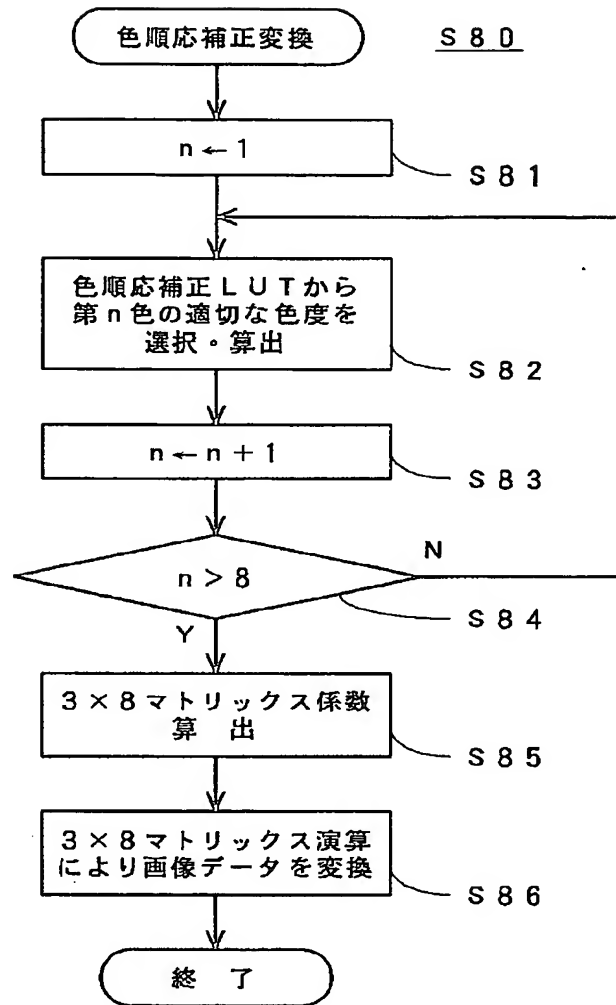 色順応補正変換
S80
n←1
S81
色順応補正LUTから
第n色の適切な色度を
選択・算出
S82
n←n+1
S83
n>8
N
S84
Y
3×8マトリックス係数
算 出
S85
3×8マトリックス演算
により画像データを変換
S86
終 了